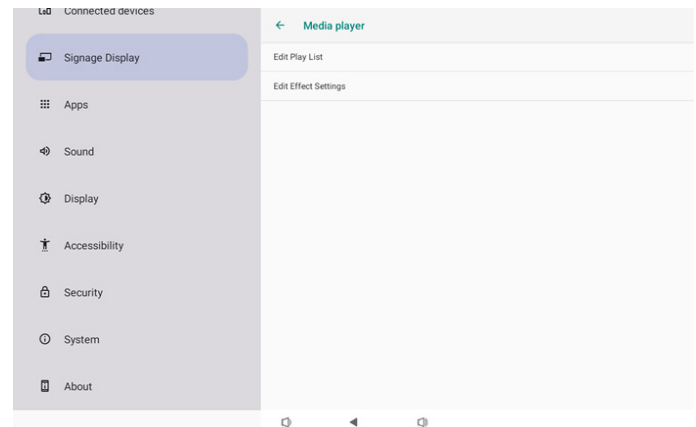 Connected devices
Signage Display
Apps
Sound
Display
Accessibility
Security
System
About
Media player
Edit Play List
Edit Effect Settings